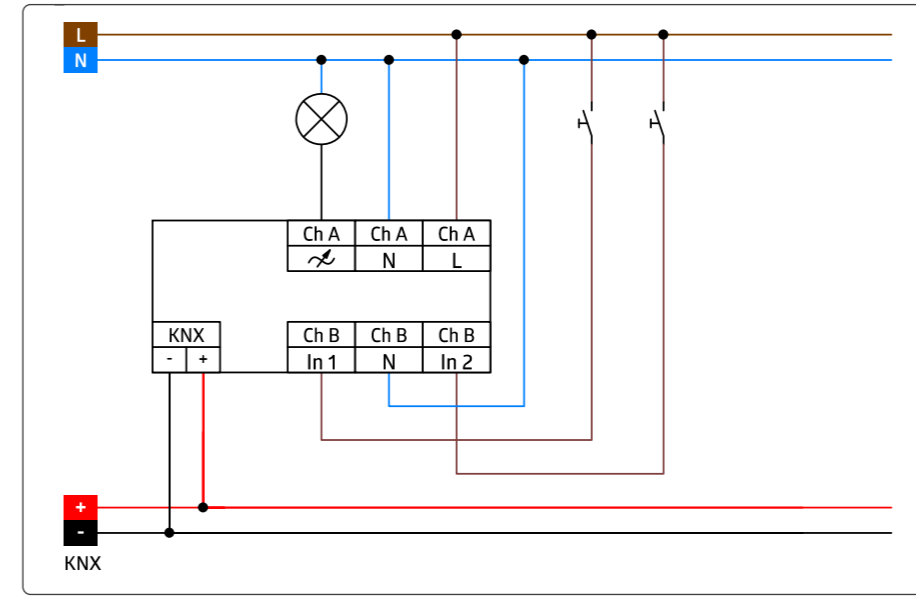 L
N
Ch A Ch A Ch A
N L
KNX Ch B Ch B Ch B
- + In 1 N In 2
+
-
KNX